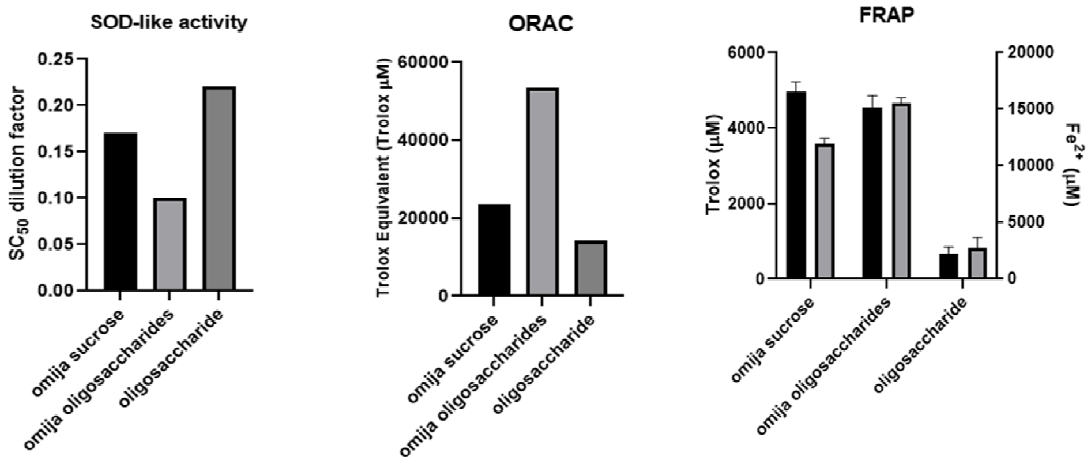 SOD-like activity
SC50 dilution factor
0.25
0.20
0.15
0.10
0.05
0.00
omija sucrose
omija oligosaccharides
oligosaccharide
ORAC
Trolox Equivalent (Trolox μM)
60000
40000
20000
0
omija sucrose
omija oligosaccharides
oligosaccharide
FRAP
Trolox (μM)
6000
4000
2000
0
20000
15000
10000
5000
0
Fe2+ (μM)
omija sucrose
omija oligosaccharides
oligosaccharide